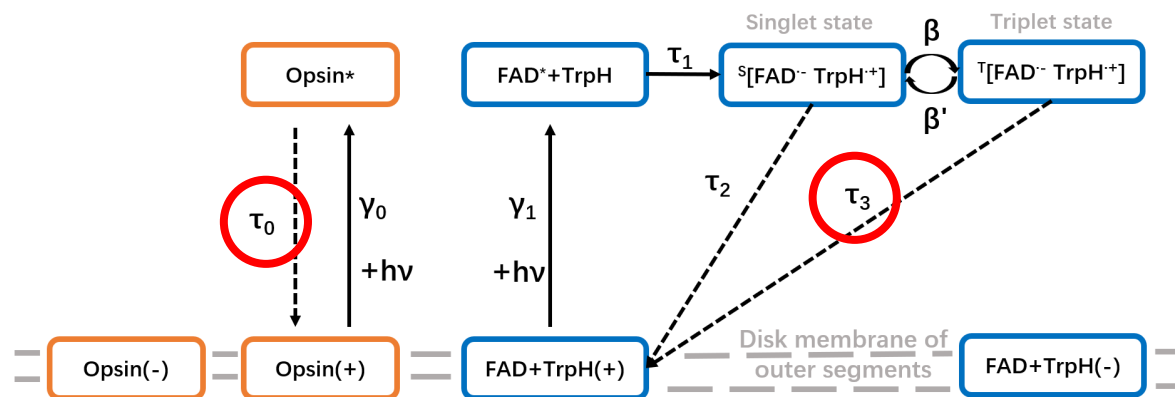 Singlet state
Triplet state
Opsin*
FAD*+TrpH
τ₁
ˢ[FAD·- TrpH·+]
β
β'
ᵀ[FAD·- TrpH·+]
τ₀
γ₀
+hν
γ₁
+hν
τ₂
τ₃
Opsin(-)
Opsin(+)
FAD+TrpH(+)
Disk membrane of
outer segments
FAD+TrpH(-)